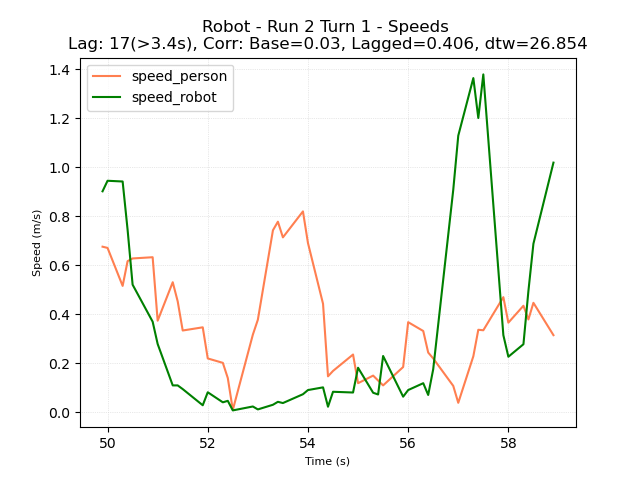 Robot - Run 2 Turn 1 - Speeds
Lag: 17(>3.4s), Corr: Base=0.03, Lagged=0.406, dtw=26.854
speed_person
speed_robot
1.4
1.2
1.0
0.8
0.6
0.4
0.2
0.0
Speed (m/s)
50 52 54 56 58
Time (s)